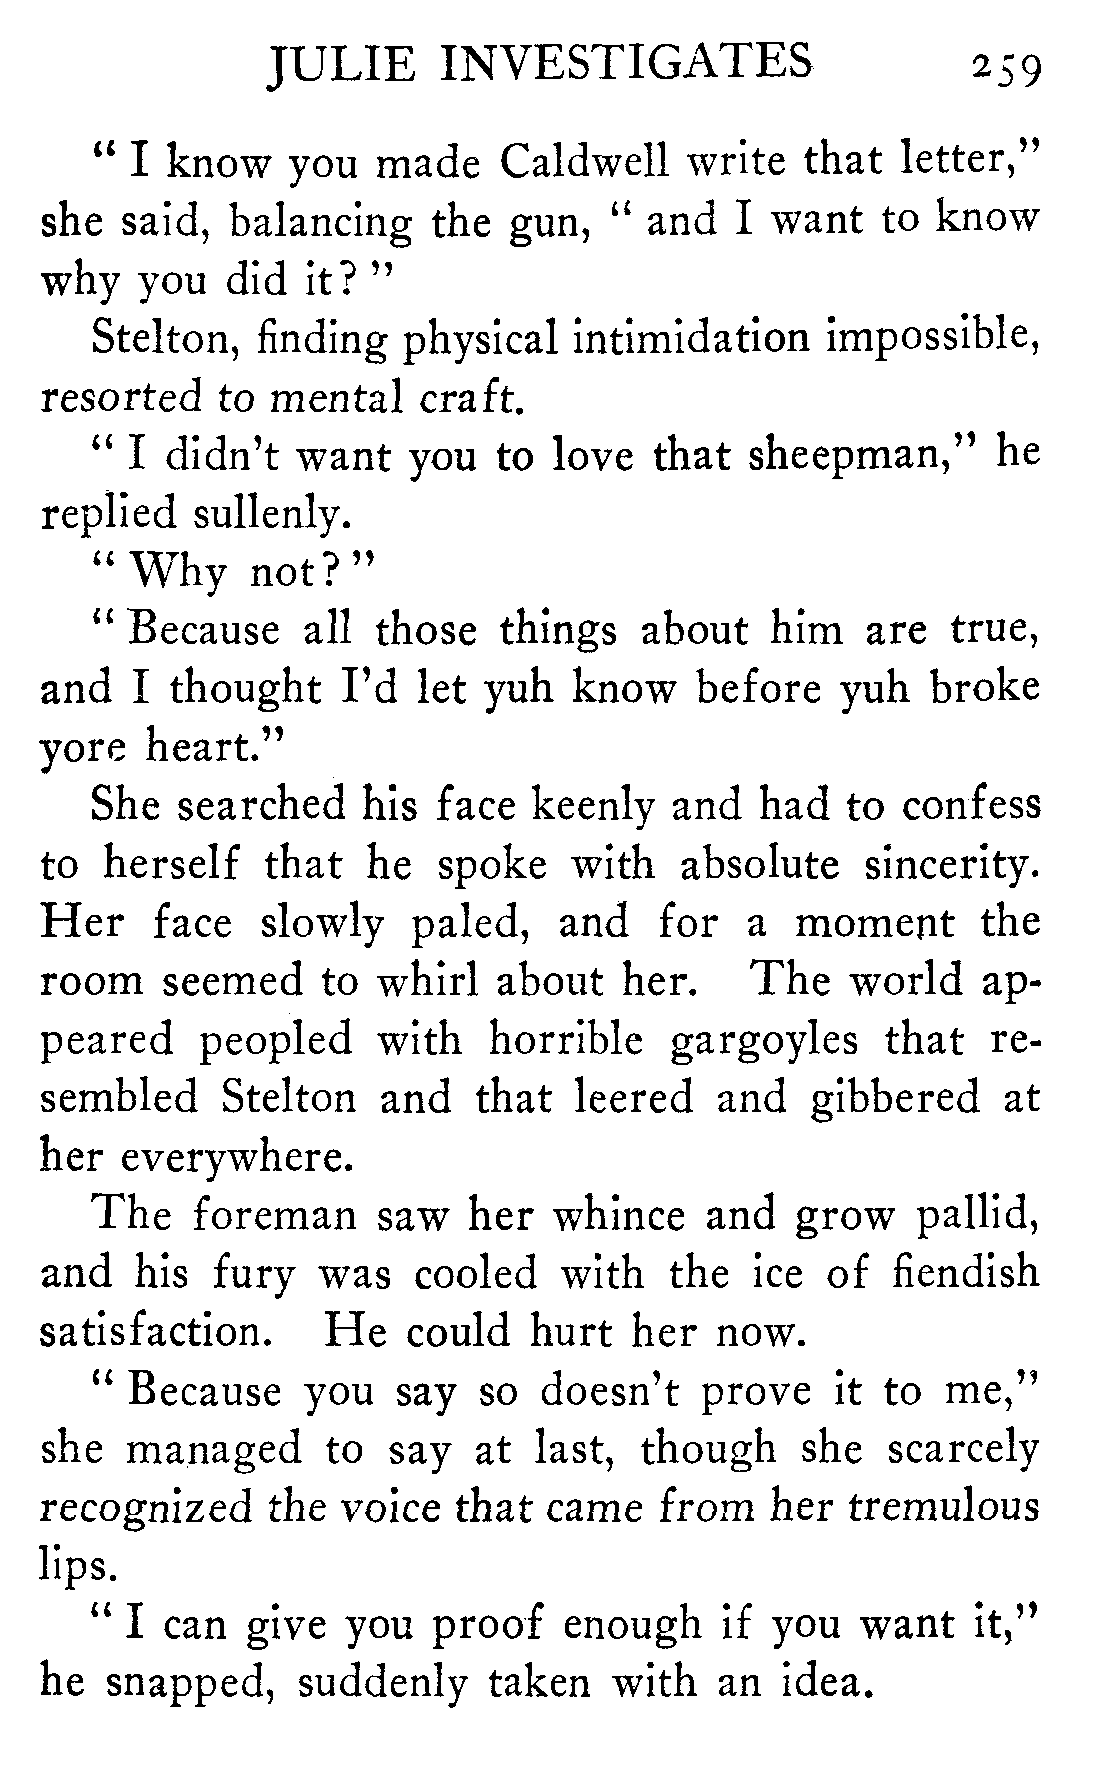 JULIE INVESTIGATES 259
“ I know you made Caldwell write that letter,”
she said, balancing the gun, “ and I want to know
why you did it? ”
Stelton, finding physical intimidation impossible,
resorted to mental craft.
“ I didn’t want you to love that sheepman,” he
replied sullenly.
“ Why not? ”
“ Because all those things about him are true,
and I thought I’d let yuh know before yuh broke
yore heart.”
She searched his face keenly and had to confess
to herself that he spoke with absolute sincerity.
Her face slowly paled, and for a moment the
room seemed to whirl about her. The world ap-
peared peopled with horrible gargoyles that re-
sembled Stelton and that leered and gibbered at
her everywhere.
The foreman saw her whince and grow pallid,
and his fury was cooled with the ice of fiendish
satisfaction. He could hurt her now.
“ Because you say so doesn’t prove it to me,”
she managed to say at last, though she scarcely
recognized the voice that came from her tremulous
lips.
“ I can give you proof enough if you want it,”
he snapped, suddenly taken with an idea.